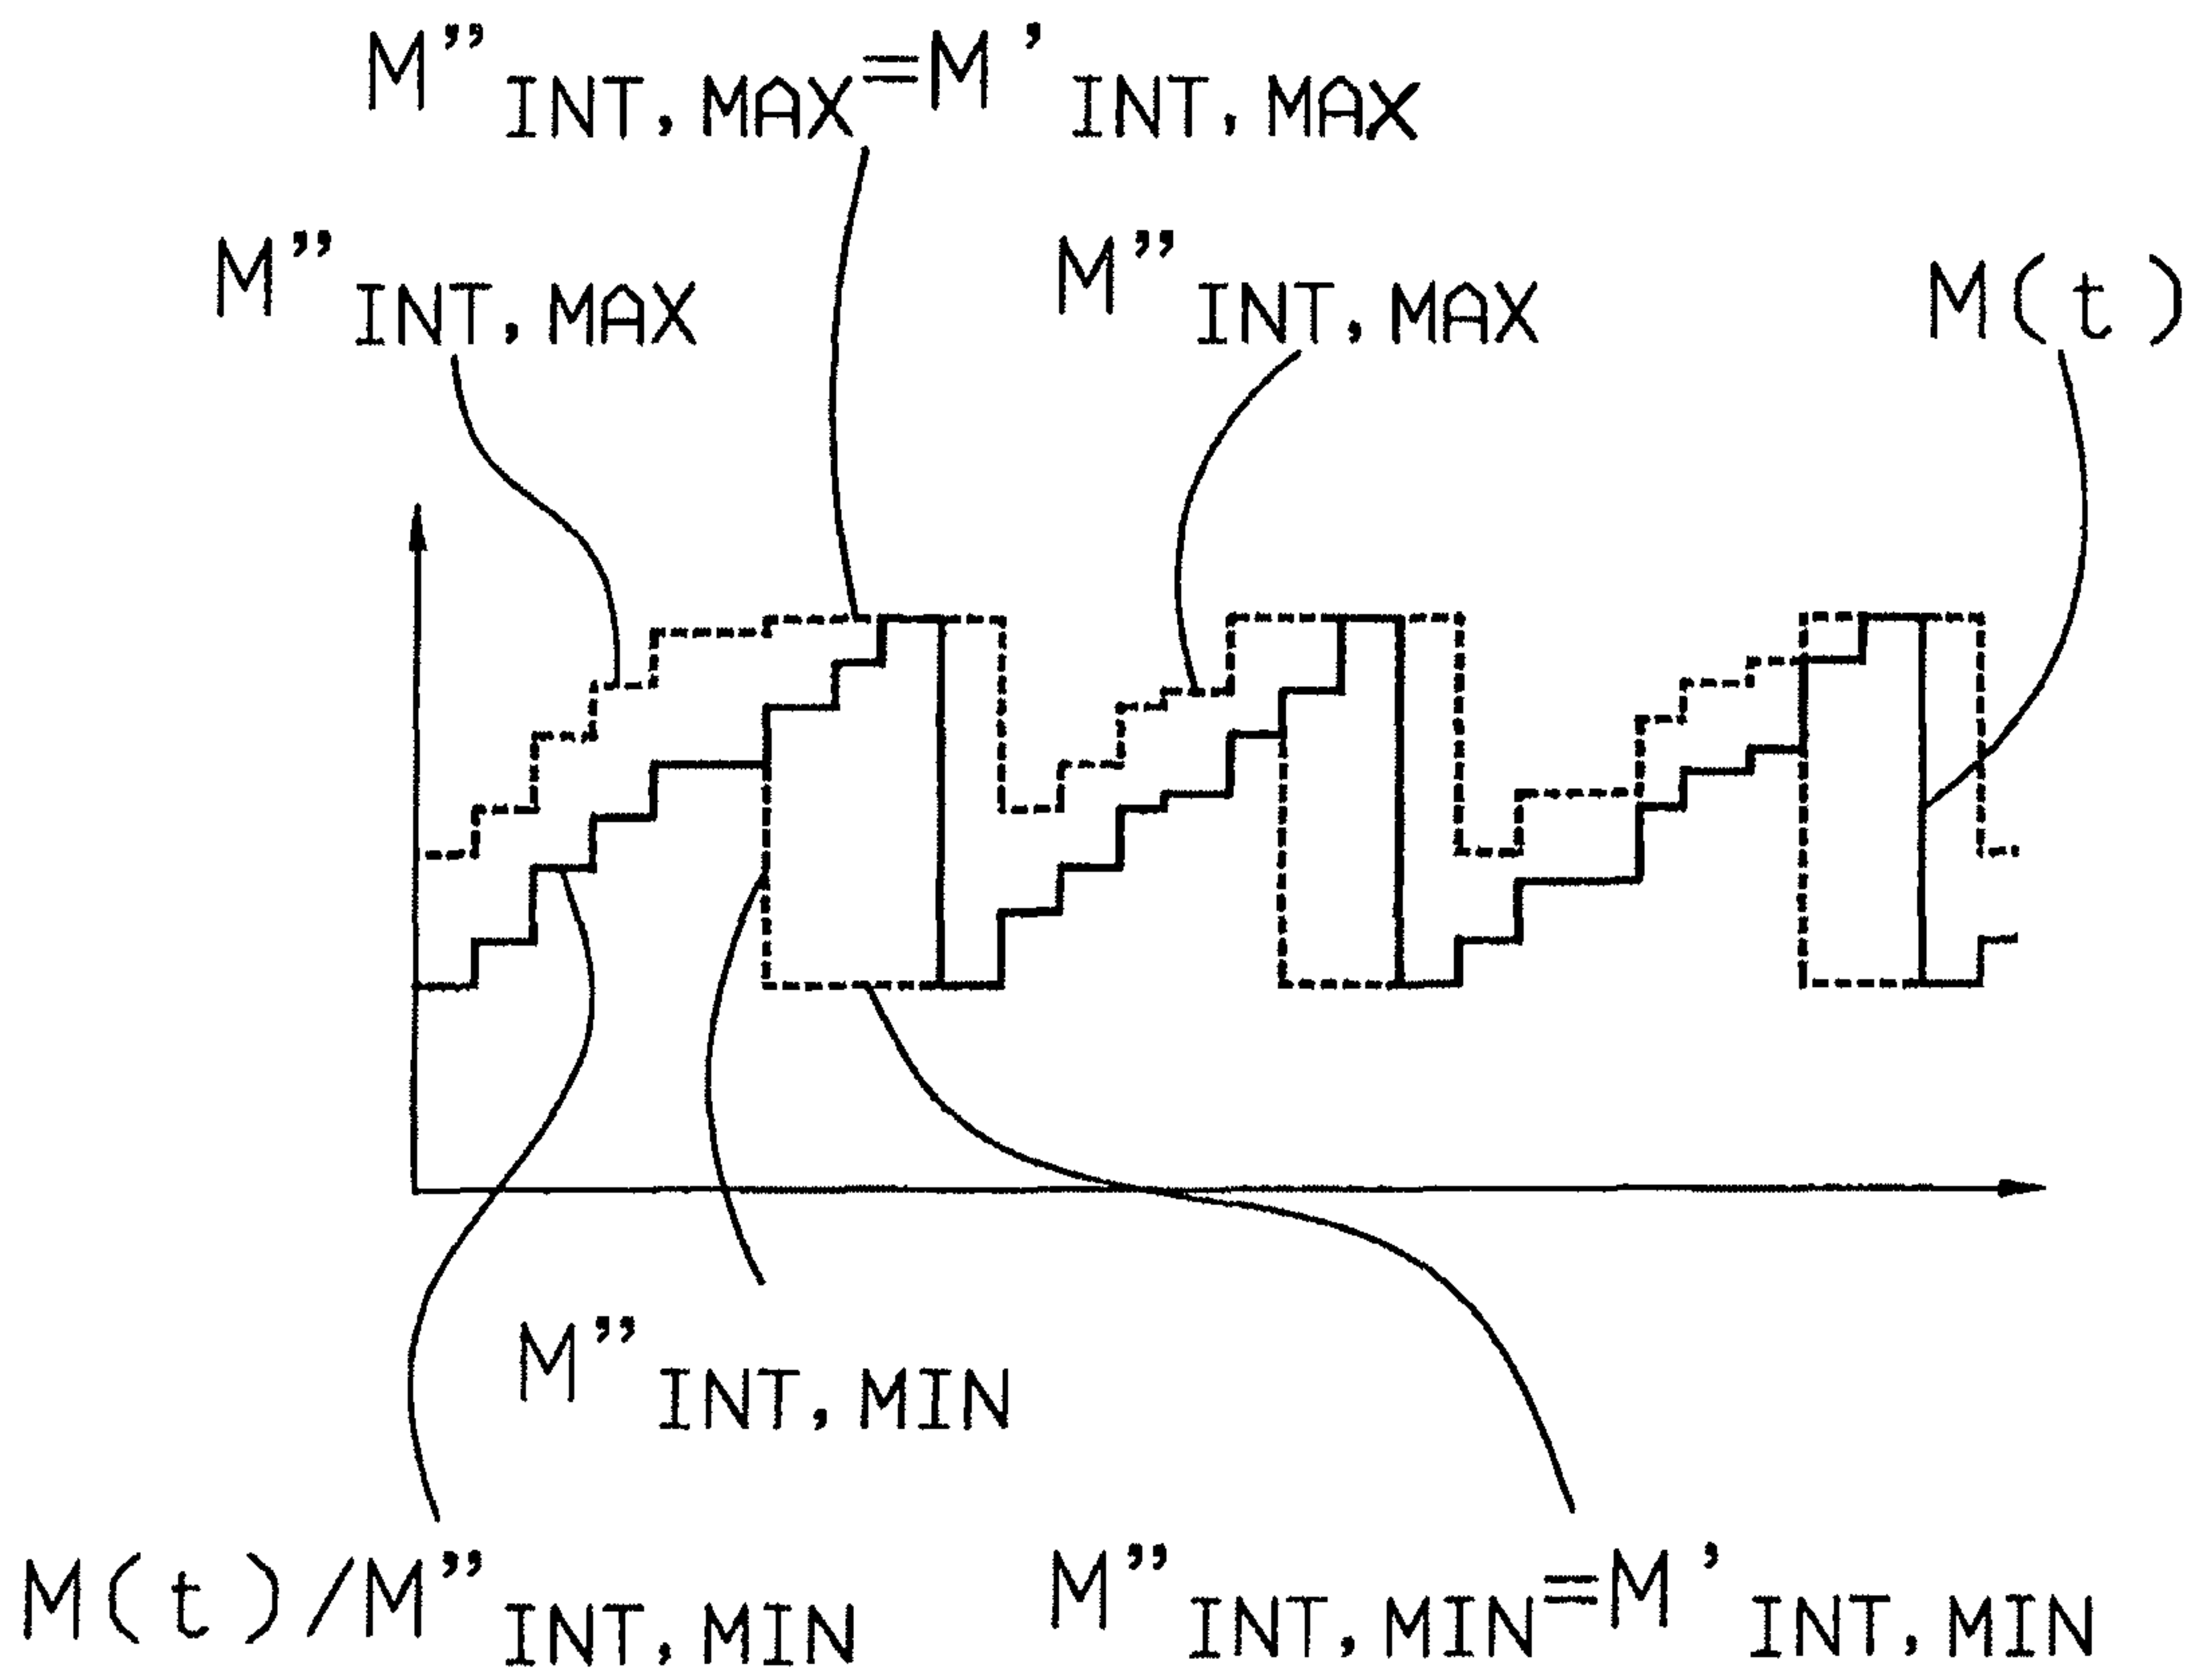 M”INT,MAX=M’INT,MAX
M”INT,MAX
M”INT,MAX
M(t)
M”INT,MIN
M(t)/M”INT,MIN
M”INT,MIN=M’INT,MIN